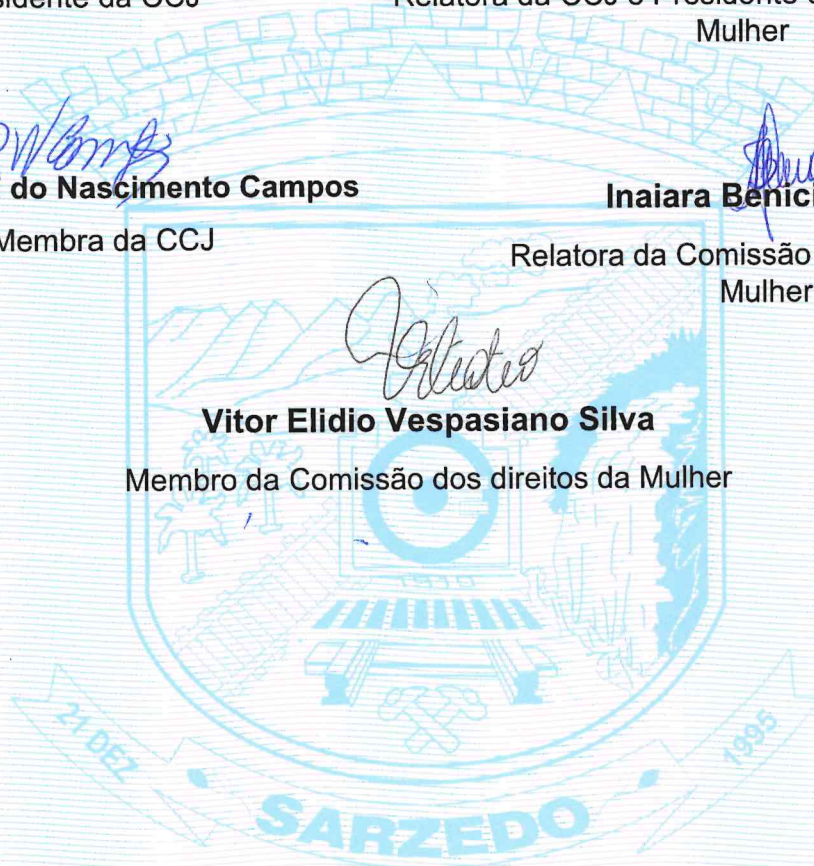 Relatora da CCJ e Presidente
Mulher
do Nascimento Campos
Inaiara
Membra da CCJ
Relatora da Comissão
Mulher
Vitor Elidio Vespasiano Silva
Membro da Comissão dos direitos da Mulher
1910
21 DEZ
1995
SARZEDO